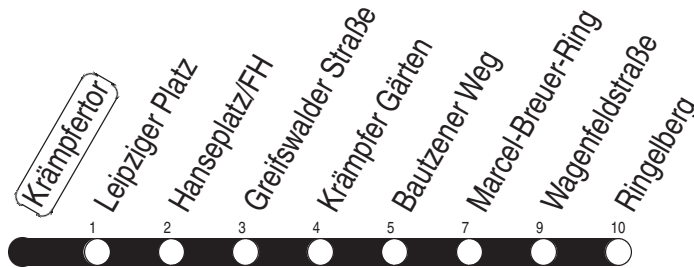 Krämpfertor
Leipziger Platz
Hanseplatz/FH
Greifswalder Straße
Krämpfer Gärten
Bautzener Weg
Marcel-Breuer-Ring
Wagenfeldstraße
Ringelberg
1 2 3 4 5 7 9 10